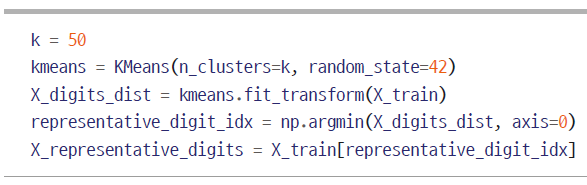 k = 50
kmeans = KMeans(n_clusters=k, random_state=42)
X_digits_dist = kmeans.fit_transform(X_train)
representative_digit_idx = np.argmin(X_digits_dist, axis=0)
X_representative_digits = X_train[representative_digit_idx]